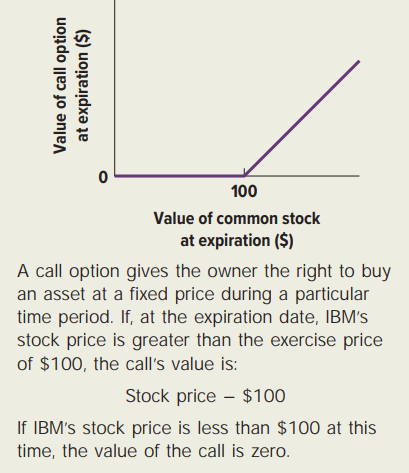 Value of call option
at expiration ($)
0
100
Value of common stock
at expiration ($)
A call option gives the owner the right to buy
an asset at a fixed price during a particular
time period. If, at the expiration date, IBM’s
stock price is greater than the exercise price
of $100, the call’s value is:
Stock price – $100
If IBM’s stock price is less than $100 at this
time, the value of the call is zero.